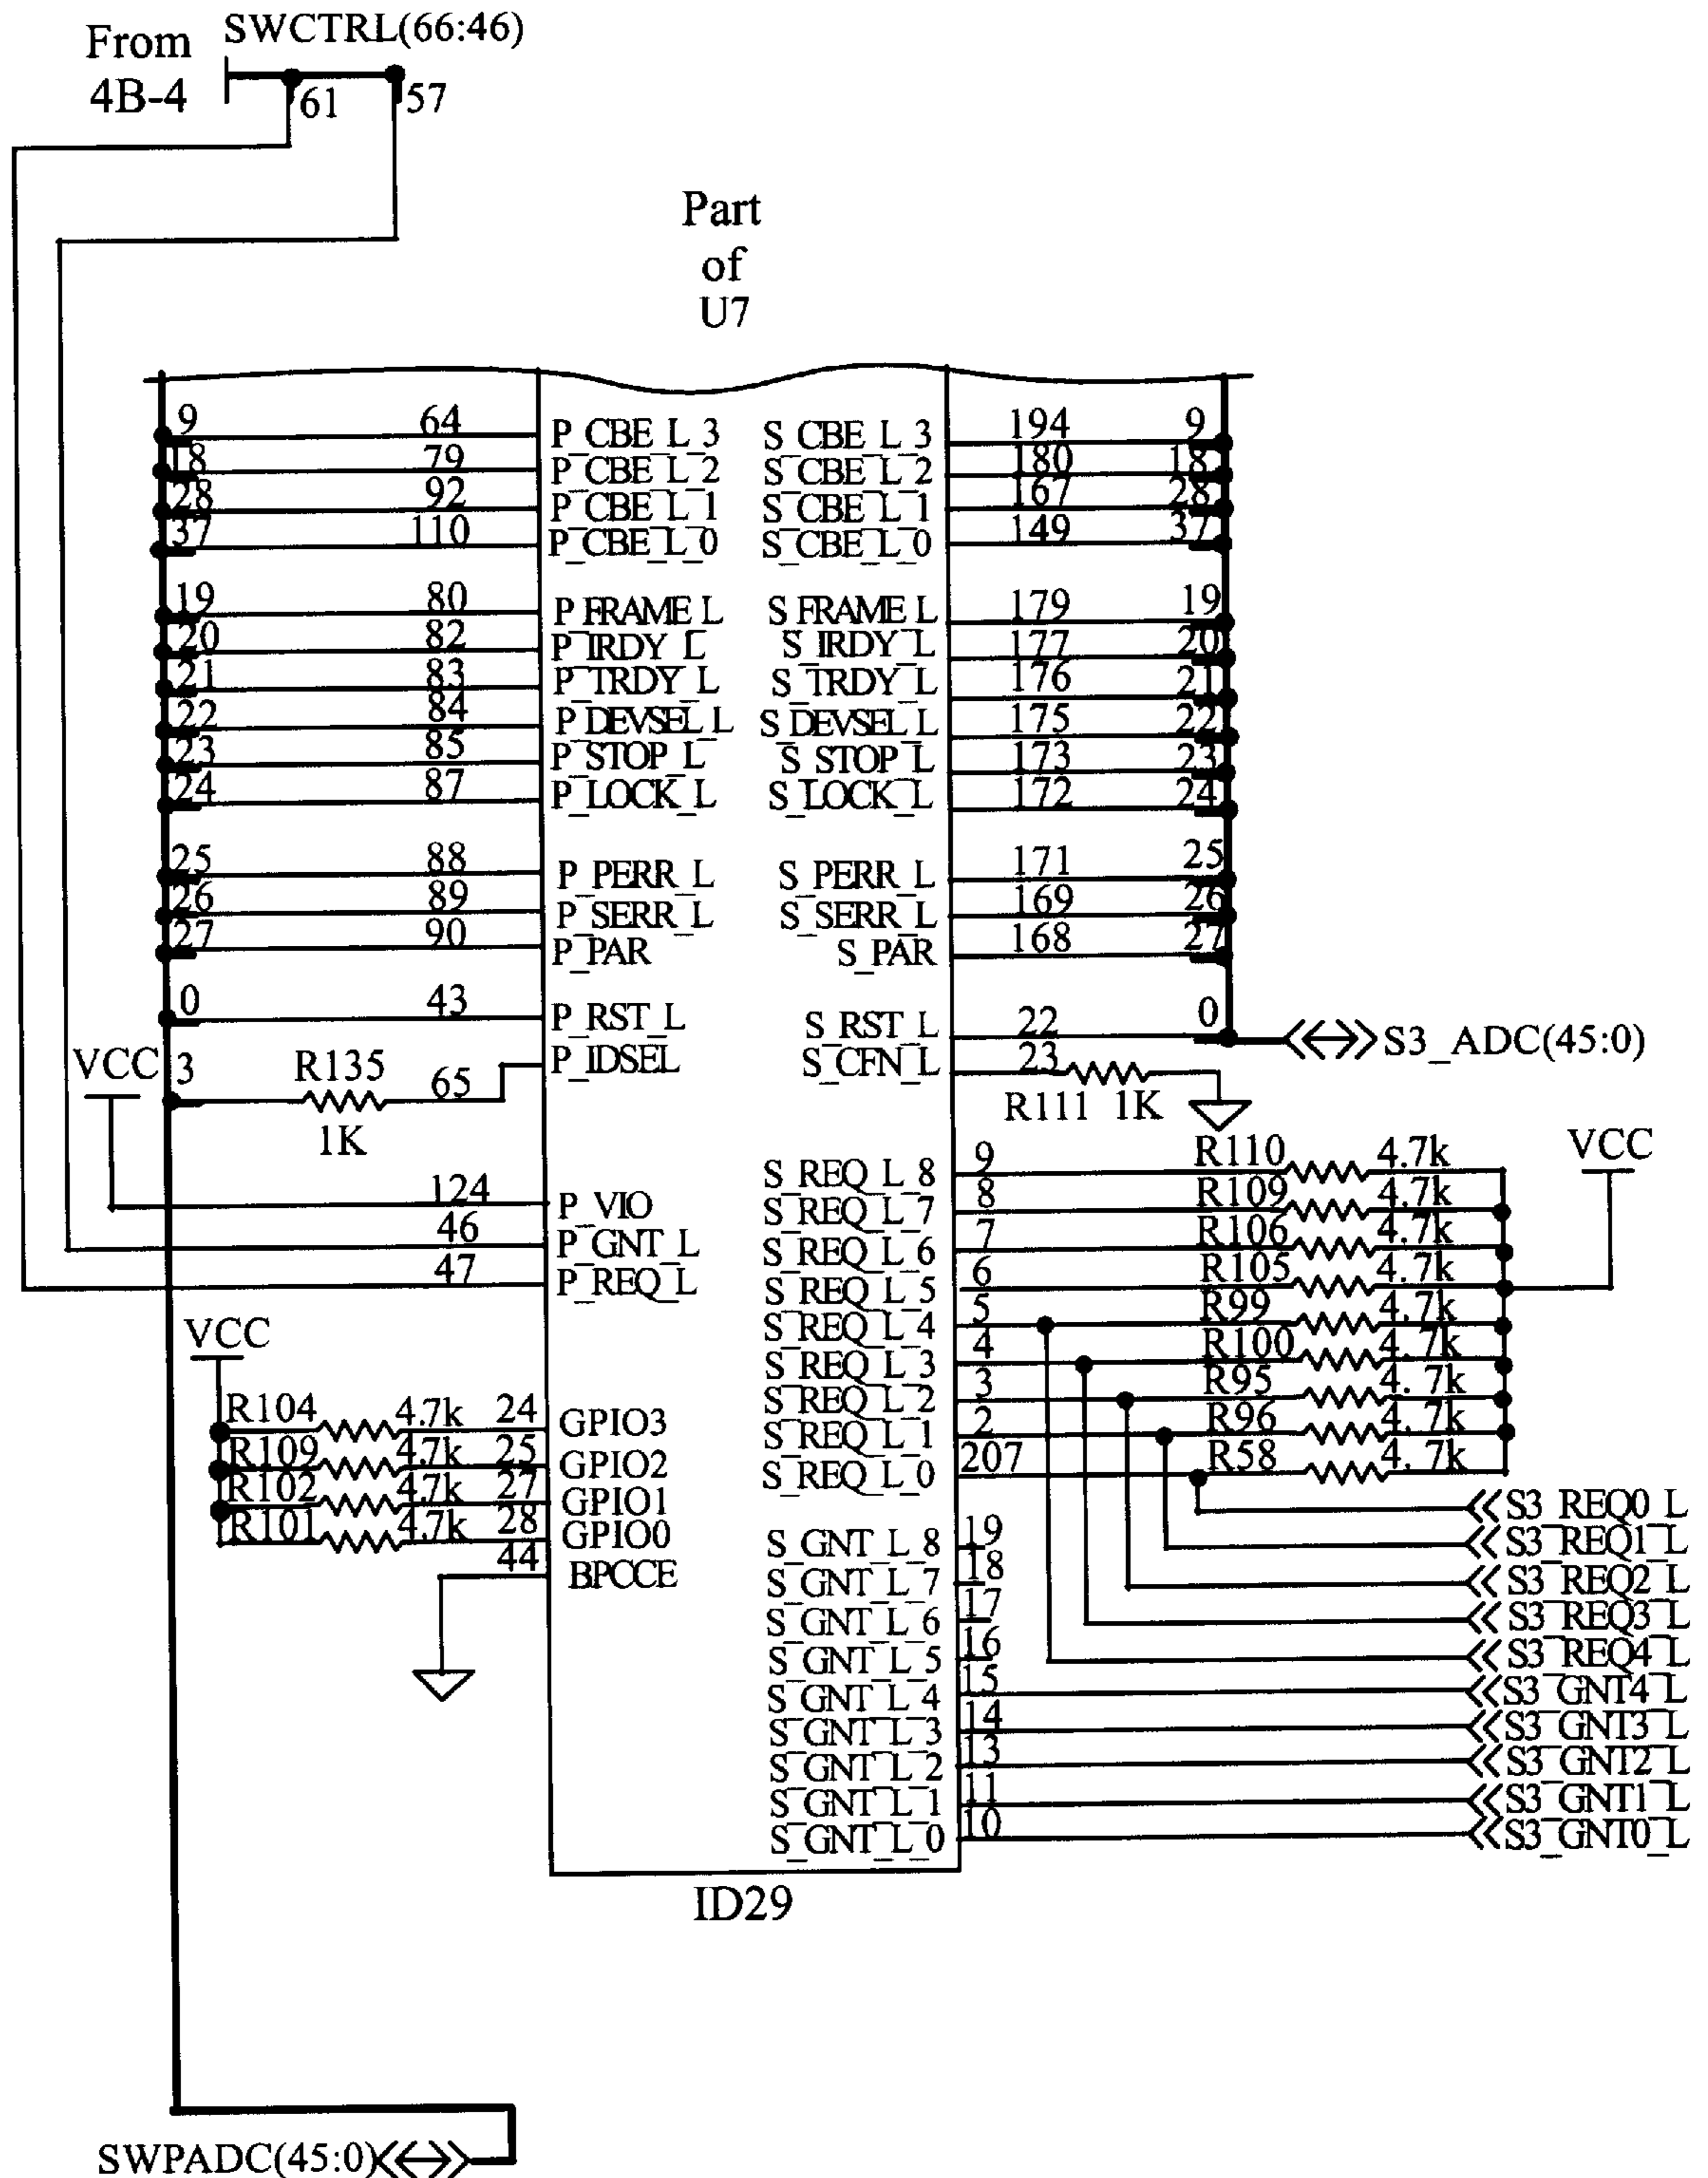 From SWCTRL(66:46)
4B-4 61 57
Part
of
U7
9 64 P_CBE_L_3 S_CBE_L_3 194 9
18 79 P_CBE_L_2 S_CBE_L_2 180 18
28 92 P_CBE_L_1 S_CBE_L_1 167 28
37 110 P_CBE_L_0 S_CBE_L_0 149 37
19 80 P_FRAME_L S_FRAME_L 179 19
20 82 P_IRDY_L S_IRDY_L 177 20
21 83 P_TRDY_L S_TRDY_L 176 21
22 84 P_DEVSEL_L S_DEVSEL_L 175 22
23 85 P_STOP_L S_STOP_L 173 23
24 87 P_LOCK_L S_LOCK_L 172 24
25 88 P_PERR_L S_PERR_L 171 25
26 89 P_SERR_L S_SERR_L 169 26
27 90 P_PAR S_PAR 168 27
0 43 P_RST_L S_RST_L 22 0 S3_ADC(45:0)
VCC 3 R135 65 P_IDSEL S_CFN_L 23
1K R111 1K
VCC
S_REQ_L_8 9 R110 4.7k
124 P_VIO S_REQ_L_7 8 R109 4.7k
46 P_GNT_L S_REQ_L_6 7 R106 4.7k
47 P_REQ_L S_REQ_L_5 6 R105 4.7k
VCC S_REQ_L_4 5 R99 4.7k
S_REQ_L_3 4 R100 4.7k
S_REQ_L_2 3 R95 4.7k
R104 4.7k 24 GPIO3 S_REQ_L_1 2 R96 4.7k
R109 4.7k 25 GPIO2 S_REQ_L_0 207 R58 4.7k
R102 4.7k 27 GPIO1 S3_REQ0_L
R101 4.7k 28 GPIO0 S_GNT_L_8 19 S3_REQ1_L
44 BPCCE S_GNT_L_7 18 S3_REQ2_L
S_GNT_L_6 17 S3_REQ3_L
S_GNT_L_5 16 S3_REQ4_L
S_GNT_L_4 15 S3_GNT4_L
S_GNT_L_3 14 S3_GNT3_L
S_GNT_L_2 13 S3_GNT2_L
S_GNT_L_1 11 S3_GNT1_L
S_GNT_L_0 10 S3_GNT0_L
ID29
SWPADC(45:0)